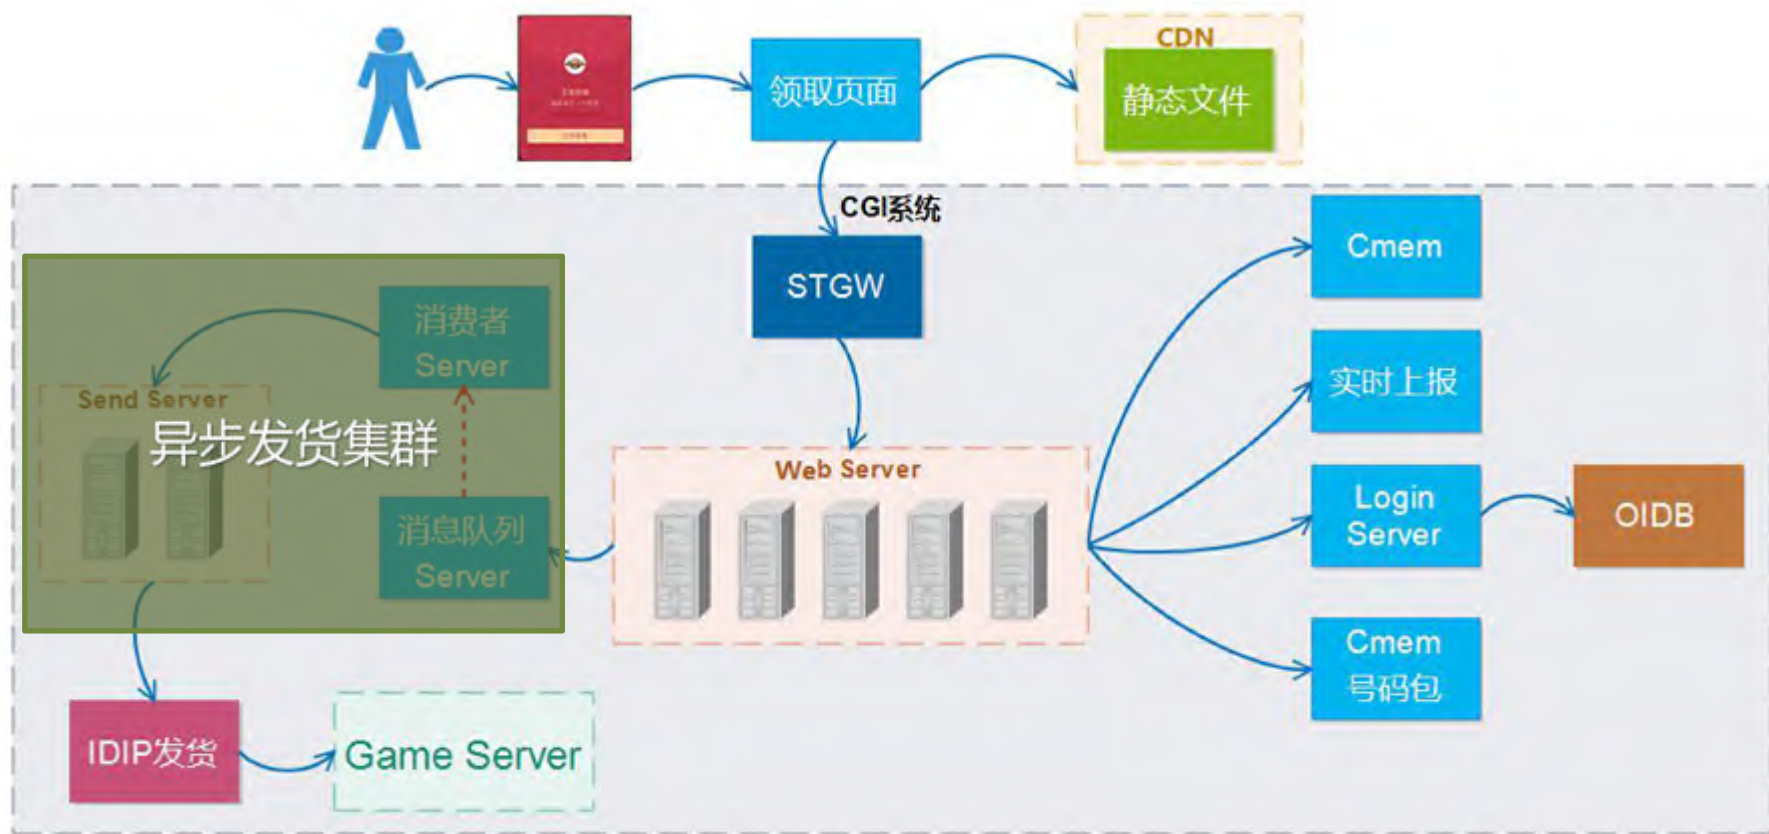 CDN
领取页面
静态文件
CGI系统
STGW
Cmem
消费者
Server
实时上报
Send Server
异步发货集群
Web Server
消息队列
Server
Login
Server
OIDB
Cmem
号码包
IDIP发货
Game Server